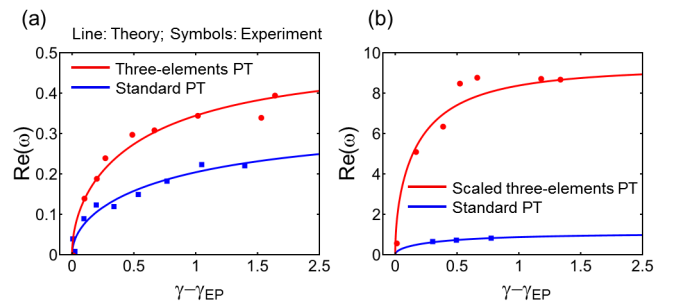 (a)
Line: Theory; Symbols: Experiment
0.5
0.4
0.3
0.2
0.1
0
Re(ω)
Three-elements PT
Standard PT
0 0.5 1 1.5 2.5
γ−γEP
(b)
10
8
6
4
2
0
Re(ω)
Scaled three-elements PT
Standard PT
0 0.5 1 1.5 2.5
γ−γEP